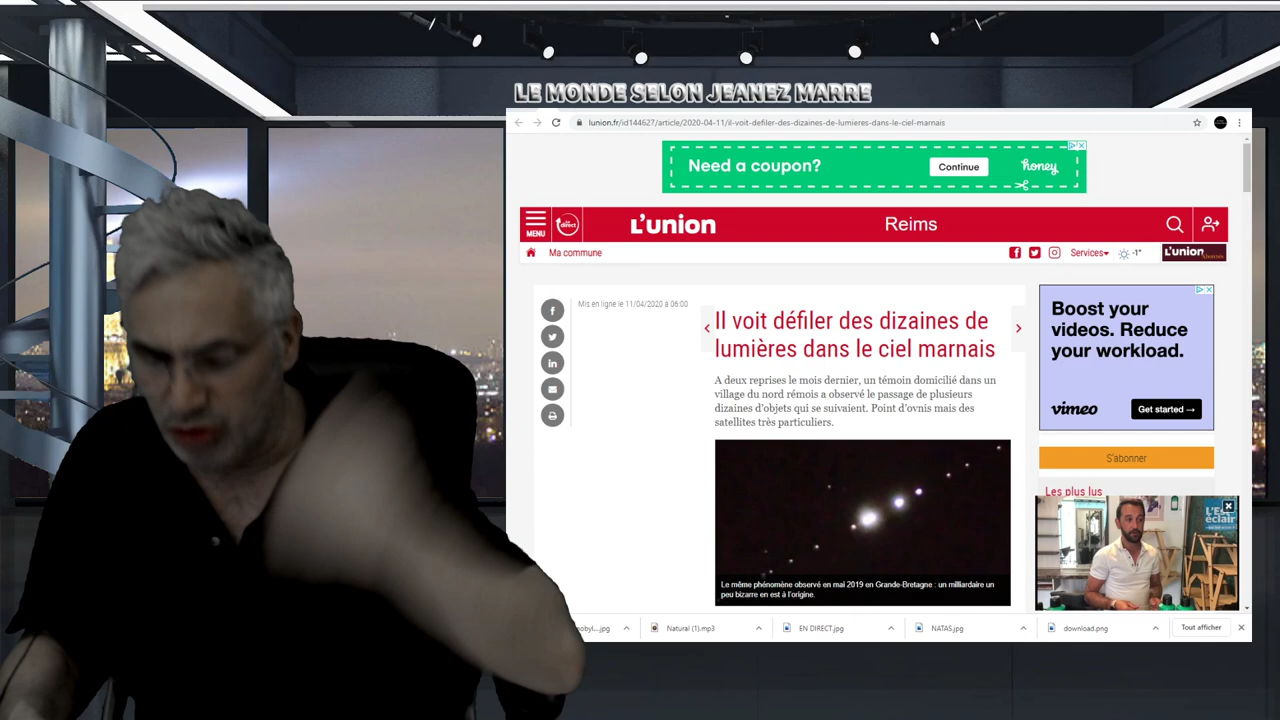 LE MONDE SELON JEANEZ MARRE
lunion.fr/id144627/article/2020-04-11/il-voit-defiler-des-dizaines-de-lumieres-dans-le-ciel-marnais
Need a coupon?
Continue
honey
MENU
Le direct
L'union
Reims
Ma commune
Services
-1°
L'union Abonnés
Mis en ligne le 11/04/2020 à 06:00
Il voit défiler des dizaines de
lumières dans le ciel marnais
A deux reprises le mois dernier, un témoin domicilié dans un
village du nord rémois a observé le passage de plusieurs
dizaines d'objets qui se suivaient. Point d'ovnis mais des
satellites très particuliers.
Le même phénomène observé en mai 2019 en Grande-Bretagne : un milliardaire un
peu bizarre en est à l'origine.
Boost your
videos. Reduce
your workload.
vimeo
Get started →
S'abonner
Les plus lus
Natural (1).mp3
EN DIRECT.jpg
NATAS.jpg
download.png
Tout afficher